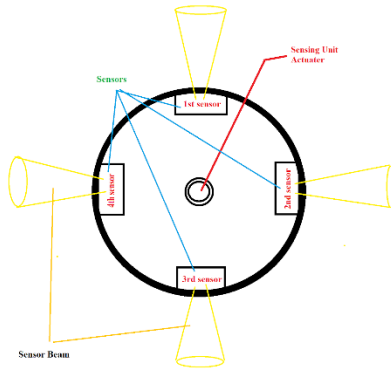 Sensing Unit
Actuater
Sensors
1st sensor
4th sensor
2nd sensor
3rd sensor
Sensor Beam